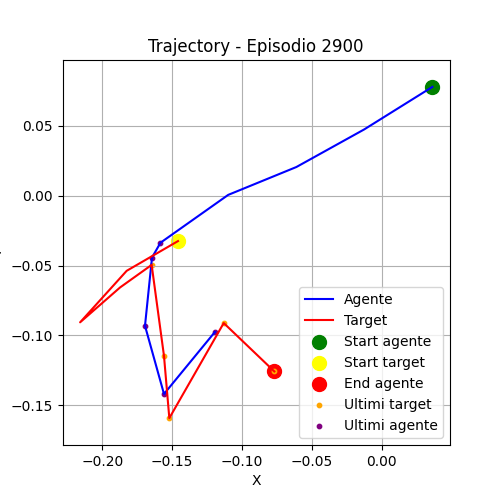 Trajectory - Episodio 2900
0.05
0.00
−0.05
−0.10
−0.15
Agente
Target
Start agente
Start target
End agente
Ultimi target
Ultimi agente
−0.20
−0.15
−0.10
−0.05
0.00
X